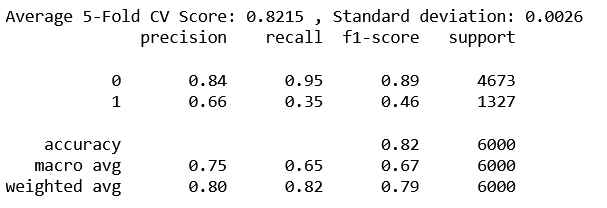 Average 5-Fold CV Score: 0.8215 , Standard deviation: 0.0026
precision recall f1-score support
0 0.84 0.95 0.89 4673
1 0.66 0.35 0.46 1327
accuracy 0.82 6000
macro avg 0.75 0.65 0.67 6000
weighted avg 0.80 0.82 0.79 6000